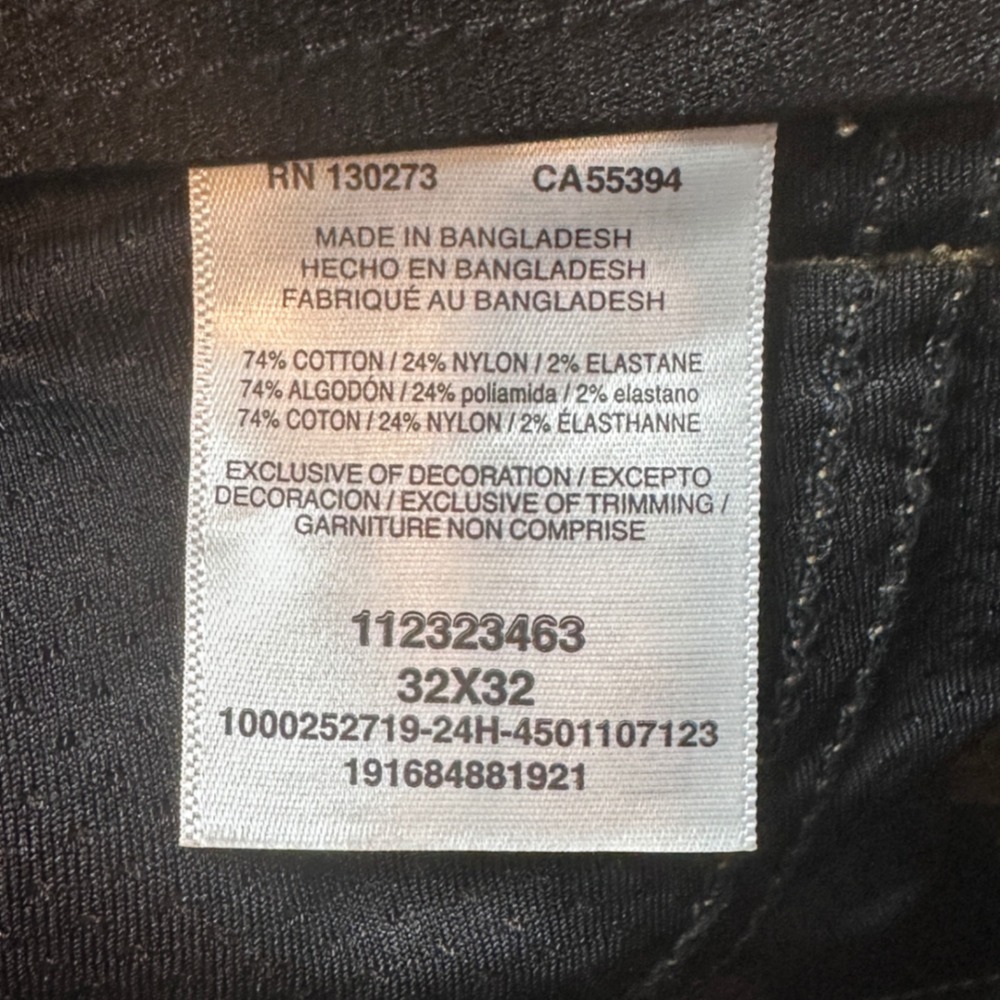 RN 130273 CA55394
MADE IN BANGLADESH
HECHO EN BANGLADESH
FABRIQUÉ AU BANGLADESH
74% COTTON / 24% NYLON / 2% ELASTANE
74% ALGODÓN / 24% poliamida / 2% elastano
74% COTON / 24% NYLON / 2% ÉLASTHANNE
EXCLUSIVE OF DECORATION / EXCEPTO
DECORACION / EXCLUSIVE OF TRIMMING /
GARNITURE NON COMPRISE
112323463
32X32
1000252719-24H-4501107123
191684881921